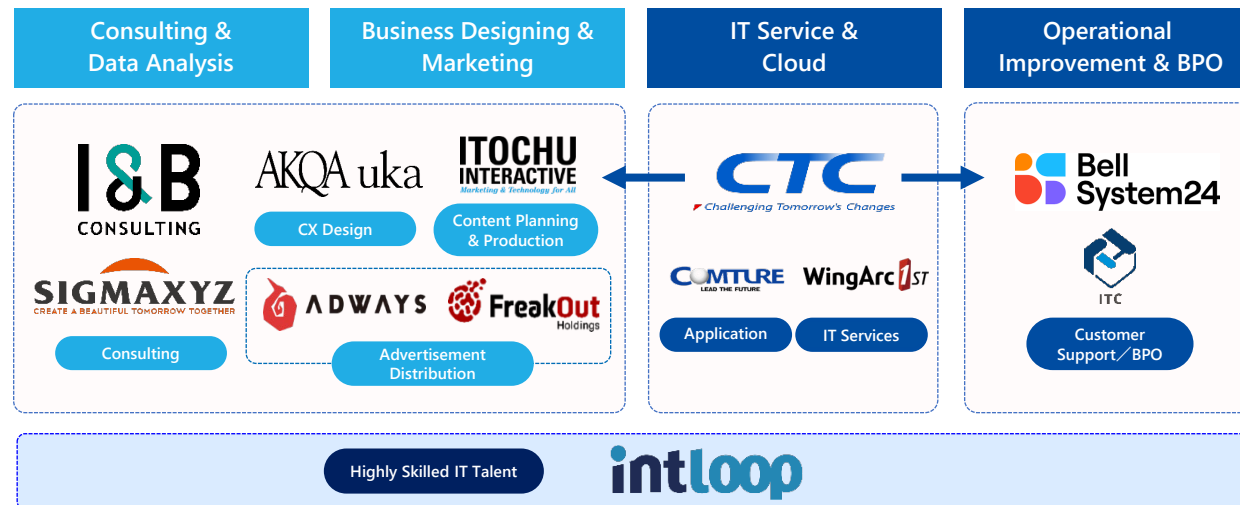 Consulting &
Data Analysis
Business Designing &
Marketing
IT Service &
Cloud
Operational
Improvement & BPO
I&B
CONSULTING
SIGMAXYZ
CREATE A BEAUTIFUL TOMORROW TOGETHER
Consulting
AKQA uka
CX Design
ITOCHU
INTERACTIVE
Marketing & Technology for All
Content Planning
& Production
ADWAYS
FreakOut
Holdings
Advertisement
Distribution
CTC
Challenging Tomorrow's Changes
COMTURE
LEAD THE FUTURE
Application
WingArc1ST
IT Services
Bell
System24
ITC
Customer
Support／BPO
Highly Skilled IT Talent
intloop